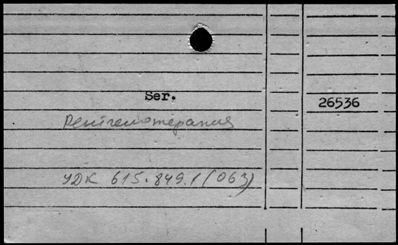 Ser.
26536
Рентгенотерапия
УДК 615.849.1(063)